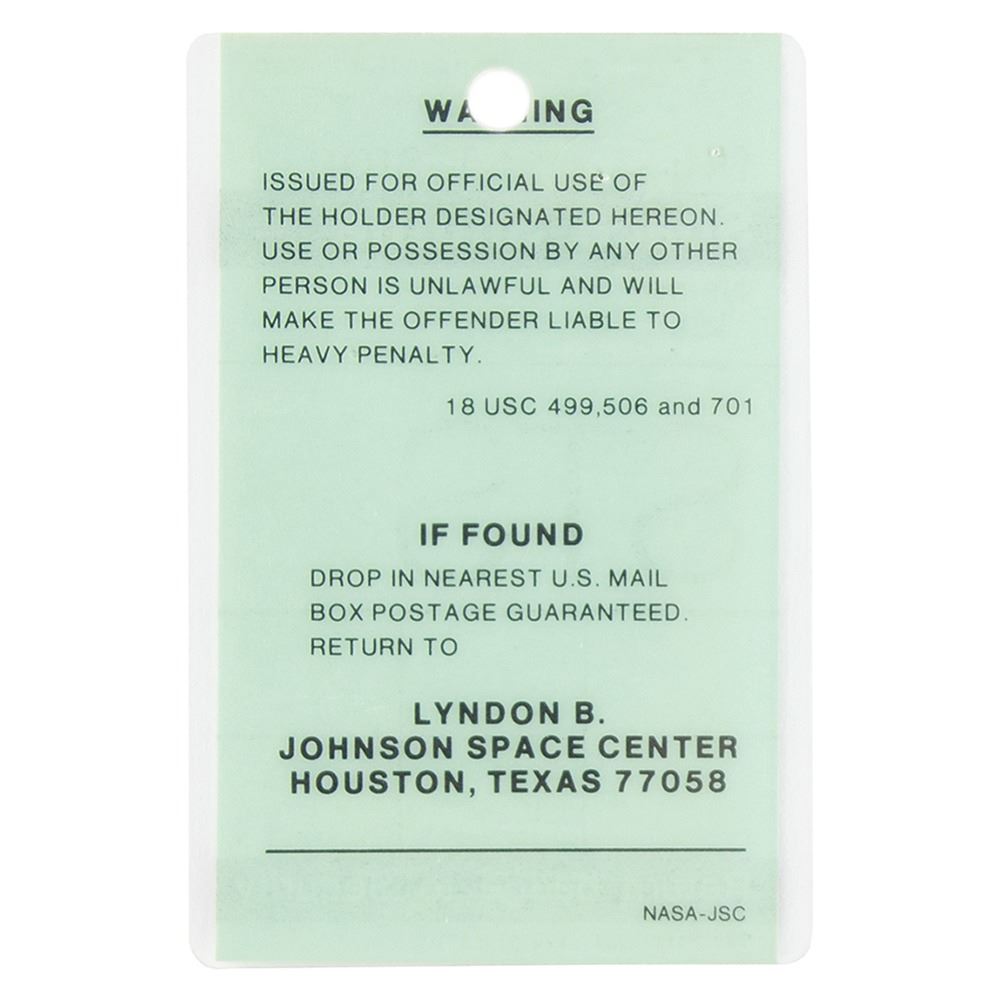 WA ING
ISSUED FOR OFFICIAL USE OF
THE HOLDER DESIGNATED HEREON.
USE OR POSSESSION BY ANY OTHER
PERSON IS UNLAWFUL AND WILL
MAKE THE OFFENDER LIABLE TO
HEAVY PENALTY.
18 USC 499,506 and 701
IF FOUND
DROP IN NEAREST U.S. MAIL
BOX POSTAGE GUARANTEED.
RETURN TO
LYNDON B.
JOHNSON SPACE CENTER
HOUSTON, TEXAS 77058
NASA-JSC